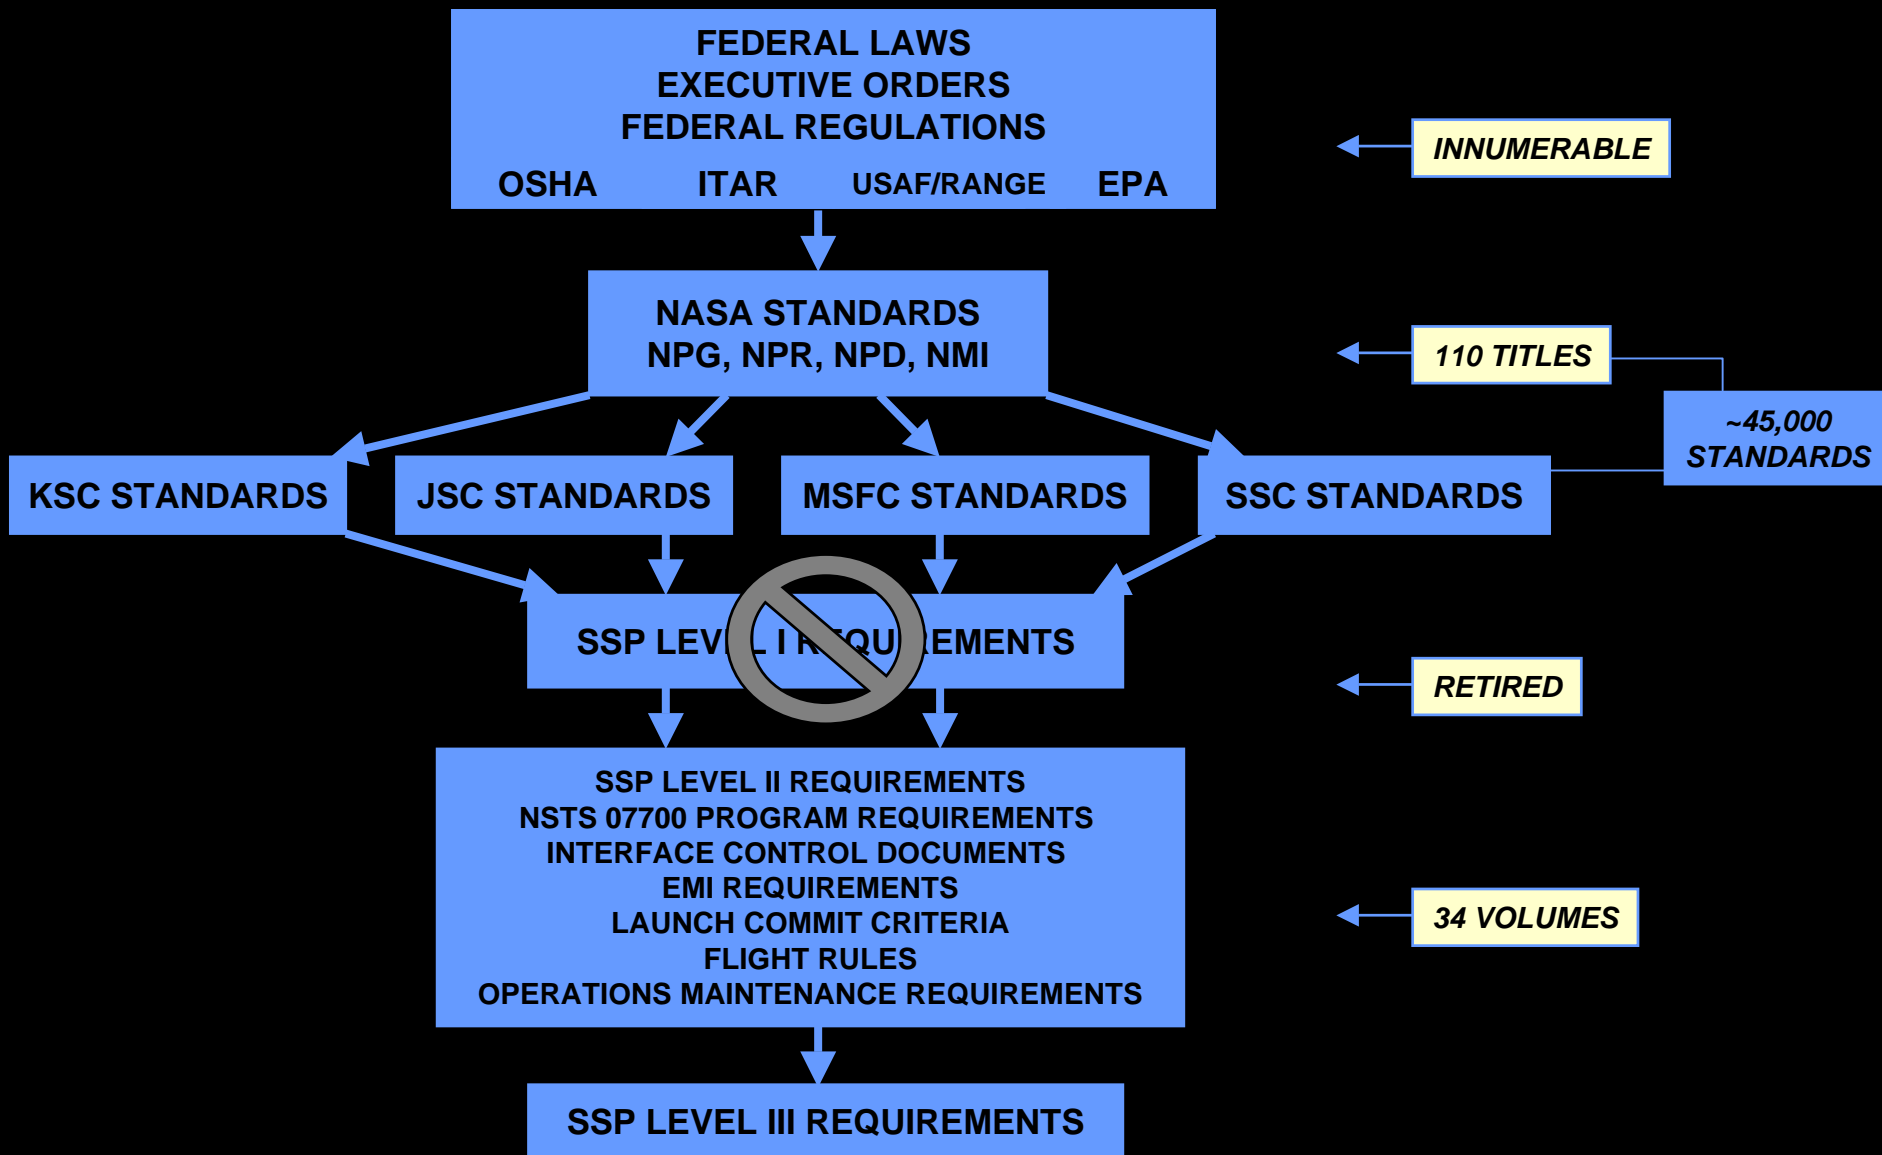 FEDERAL LAWS
EXECUTIVE ORDERS
FEDERAL REGULATIONS
OSHA ITAR USAF/RANGE EPA
INNUMERABLE
NASA STANDARDS
NPG, NPR, NPD, NMI
110 TITLES
~45,000
STANDARDS
KSC STANDARDS
JSC STANDARDS
MSFC STANDARDS
SSC STANDARDS
SSP LEVEL I REQUIREMENTS
RETIRED
SSP LEVEL II REQUIREMENTS
NSTS 07700 PROGRAM REQUIREMENTS
INTERFACE CONTROL DOCUMENTS
EMI REQUIREMENTS
LAUNCH COMMIT CRITERIA
FLIGHT RULES
OPERATIONS MAINTENANCE REQUIREMENTS
34 VOLUMES
SSP LEVEL III REQUIREMENTS